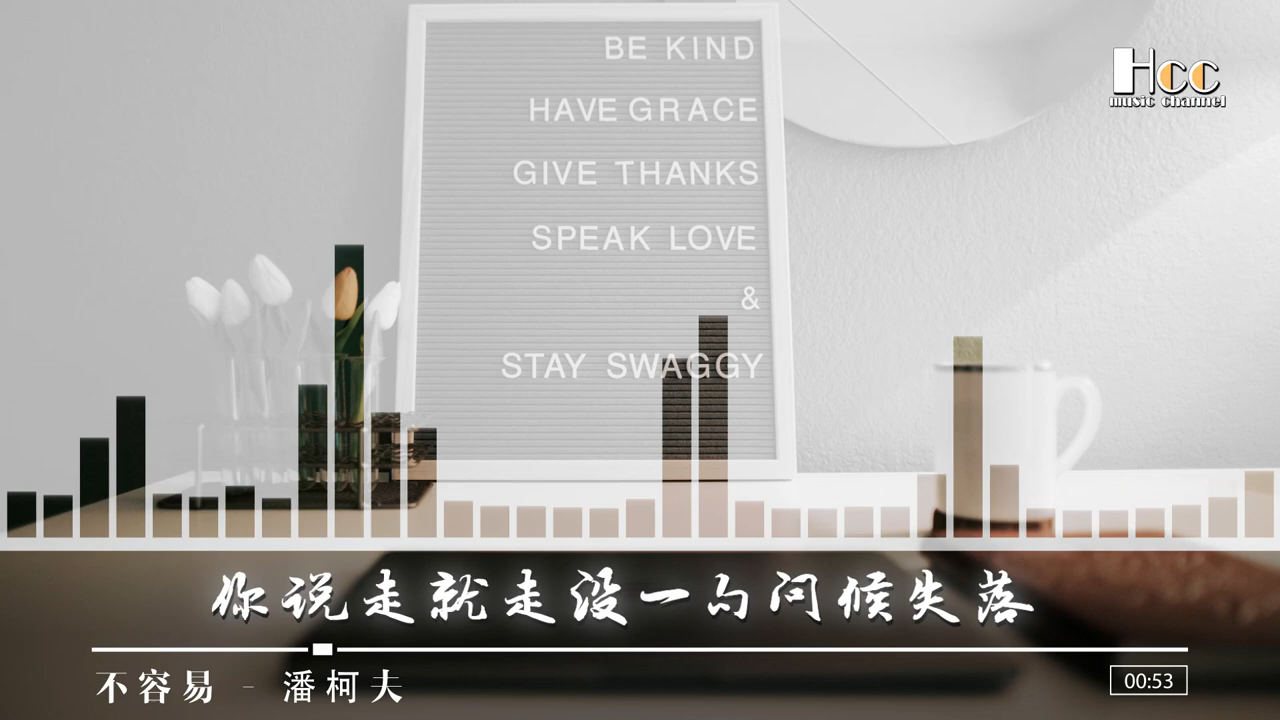 BE KIND
HAVE GRACE
GIVE THANKS
SPEAK LOVE
&
STAY SWAGGY
Hcc
music channel
你说走就走没一句问候失落
不容易 - 潘柯夫
00:53